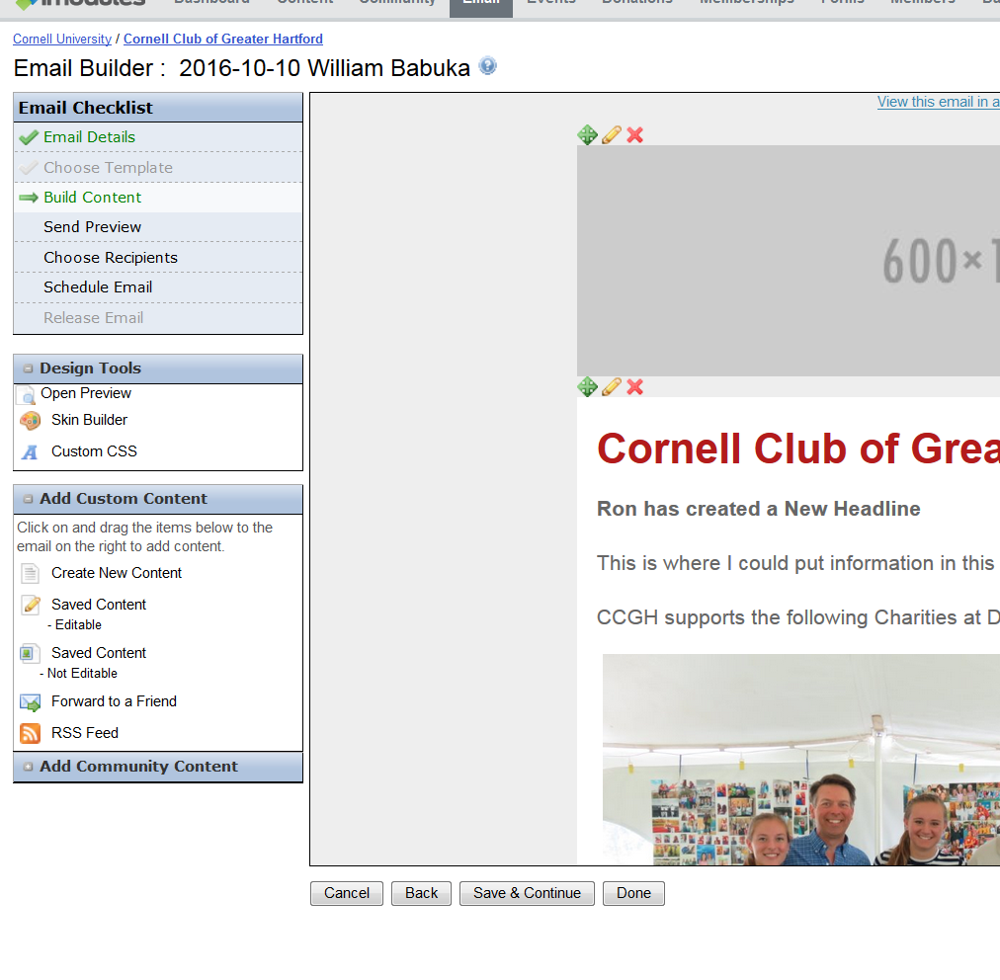 imodules Dashboard Content Community Email Events Donations Memberships Forms Members
Cornell University / Cornell Club of Greater Hartford
Email Builder : 2016-10-10 William Babuka
Email Checklist
Email Details
Choose Template
Build Content
Send Preview
Choose Recipients
Schedule Email
Release Email
Design Tools
Open Preview
Skin Builder
Custom CSS
Add Custom Content
Click on and drag the items below to the
email on the right to add content.
Create New Content
Saved Content
- Editable
Saved Content
- Not Editable
Forward to a Friend
RSS Feed
Add Community Content
View this email in a
600×1
Cornell Club of Grea
Ron has created a New Headline
This is where I could put information in this
CCGH supports the following Charities at D
Cancel Back Save & Continue Done